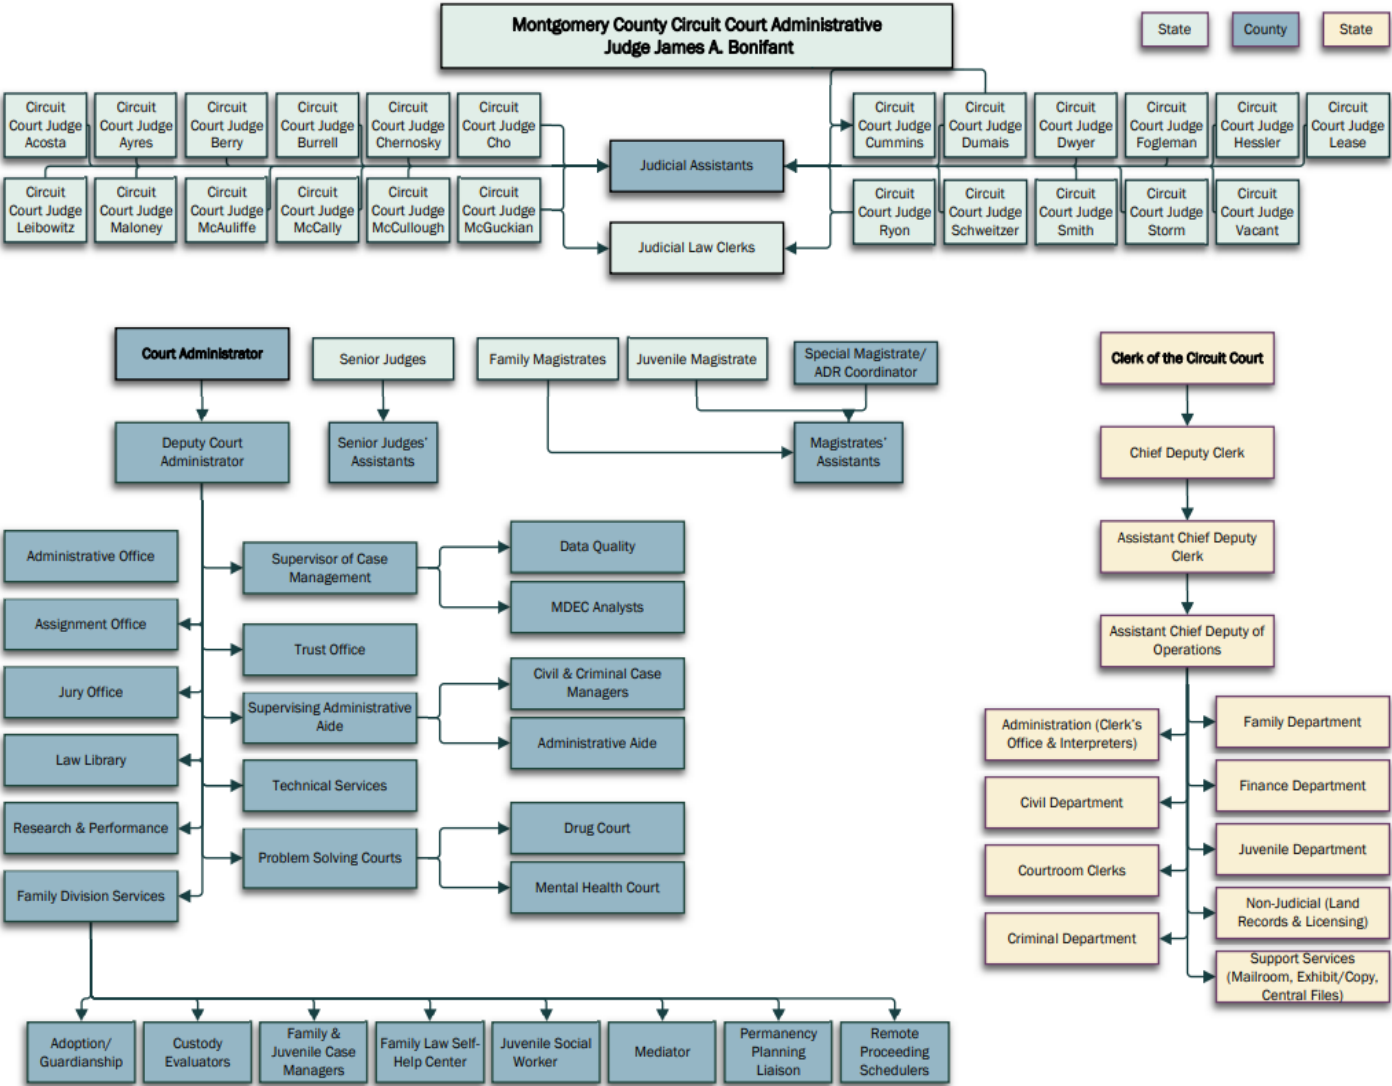 Montgomery County Circuit Court Administrative
Judge James A. Bonifant
State
County
State
Circuit
Court Judge
Acosta
Circuit
Court Judge
Ayres
Circuit
Court Judge
Berry
Circuit
Court Judge
Burrell
Circuit
Court Judge
Chernosky
Circuit
Court Judge
Cho
Circuit
Court Judge
Cummins
Circuit
Court Judge
Dumais
Circuit
Court Judge
Dwyer
Circuit
Court Judge
Fogleman
Circuit
Court Judge
Hessler
Circuit
Court Judge
Lease
Judicial Assistants
Circuit
Court Judge
Leibowitz
Circuit
Court Judge
Maloney
Circuit
Court Judge
McAuliffe
Circuit
Court Judge
McCally
Circuit
Court Judge
McCullough
Circuit
Court Judge
McGuckian
Judicial Law Clerks
Circuit
Court Judge
Ryon
Circuit
Court Judge
Schweitzer
Circuit
Court Judge
Smith
Circuit
Court Judge
Storm
Circuit
Court Judge
Vacant
Court Administrator
Senior Judges
Family Magistrates
Juvenile Magistrate
Special Magistrate/
ADR Coordinator
Deputy Court
Administrator
Senior Judges'
Assistants
Magistrates'
Assistants
Administrative Office
Assignment Office
Jury Office
Law Library
Research & Performance
Family Division Services
Supervisor of Case
Management
Trust Office
Supervising Administrative
Aide
Technical Services
Problem Solving Courts
Data Quality
MDEC Analysts
Civil & Criminal Case
Managers
Administrative Aide
Drug Court
Mental Health Court
Adoption/
Guardianship
Custody
Evaluators
Family &
Juvenile Case
Managers
Family Law Self-
Help Center
Juvenile Social
Worker
Mediator
Permanency
Planning
Liaison
Remote
Proceeding
Schedulers
Clerk of the Circuit Court
Chief Deputy Clerk
Assistant Chief Deputy
Clerk
Assistant Chief Deputy of
Operations
Administration (Clerk's
Office & Interpreters)
Civil Department
Courtroom Clerks
Criminal Department
Family Department
Finance Department
Juvenile Department
Non-Judicial (Land
Records & Licensing)
Support Services
(Mailroom, Exhibit/Copy,
Central Files)